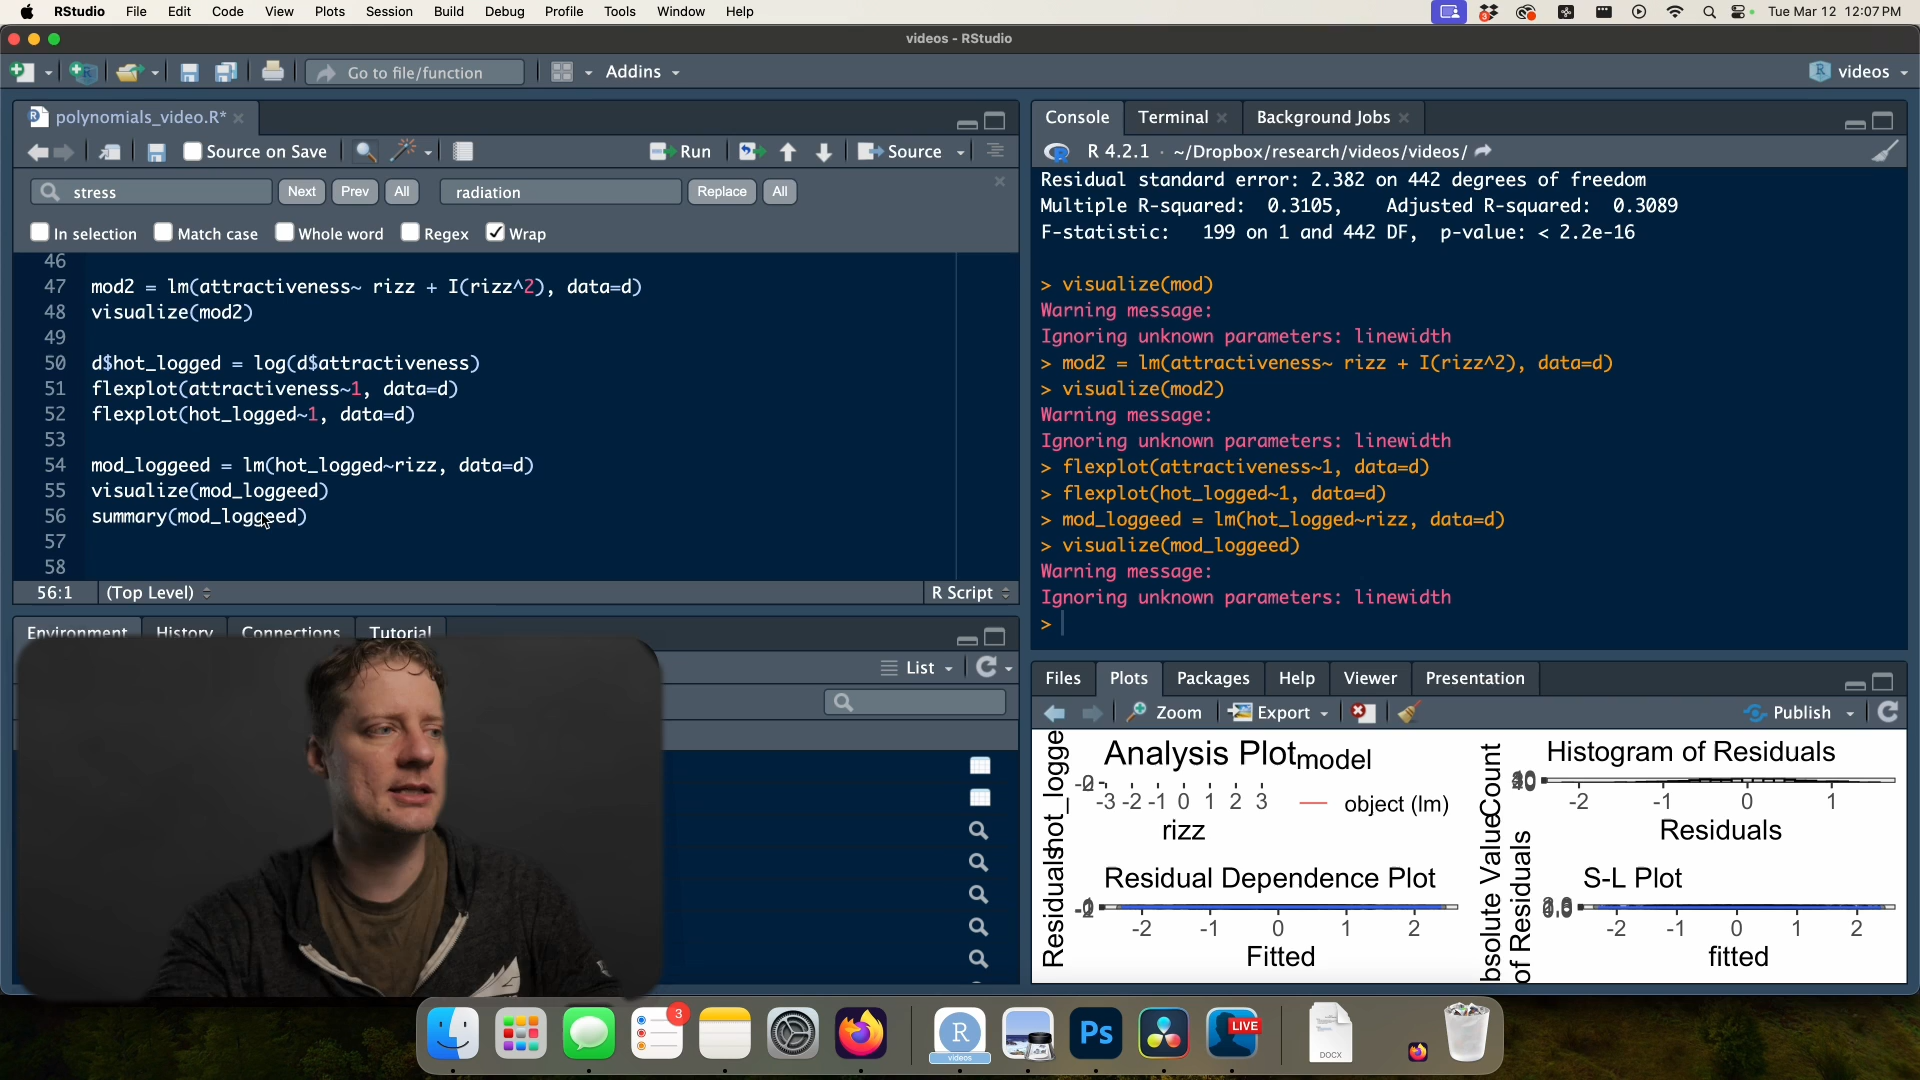 RStudio File Edit Code View Plots Session Build Debug Profile Tools Window Help
Tue Mar 12 12:07 PM
videos - RStudio
Go to file/function
Addins
videos
polynomials_video.R*
Source on Save
Run
Source
stress
Next
Prev
All
radiation
Replace
All
In selection
Match case
Whole word
Regex
Wrap
46
47 mod2 = lm(attractiveness~ rizz + I(rizz^2), data=d)
48 visualize(mod2)
49
50 d$hot_logged = log(d$attractiveness)
51 flexplot(attractiveness~1, data=d)
52 flexplot(hot_logged~1, data=d)
53
54 mod_loggeed = lm(hot_logged~rizz, data=d)
55 visualize(mod_loggeed)
56 summary(mod_loggeed)
57
58
56:1
(Top Level)
R Script
Environment History Connections Tutorial
List
Console Terminal Background Jobs
R 4.2.1 · ~/Dropbox/research/videos/videos/
Residual standard error: 2.382 on 442 degrees of freedom
Multiple R-squared:  0.3105,    Adjusted R-squared:  0.3089
F-statistic:   199 on 1 and 442 DF,  p-value: < 2.2e-16
> visualize(mod)
Warning message:
Ignoring unknown parameters: linewidth
> mod2 = lm(attractiveness~ rizz + I(rizz^2), data=d)
> visualize(mod2)
Warning message:
Ignoring unknown parameters: linewidth
> flexplot(attractiveness~1, data=d)
> flexplot(hot_logged~1, data=d)
> mod_loggeed = lm(hot_logged~rizz, data=d)
> visualize(mod_loggeed)
Warning message:
Ignoring unknown parameters: linewidth
>
Files Plots Packages Help Viewer Presentation
Zoom
Export
Publish
Analysis Plot
model
-3 -2 -1 0 1 2 3
object (lm)
rizz
Histogram of Residuals
Count
-2 -1 0 1
Residuals
Residual Dependence Plot
Residuals
-2 -1 0 1 2
Fitted
S-L Plot
of Residuals
-2 -1 0 1 2
fitted
3
R
videos
Ps
LIVE
DOCX